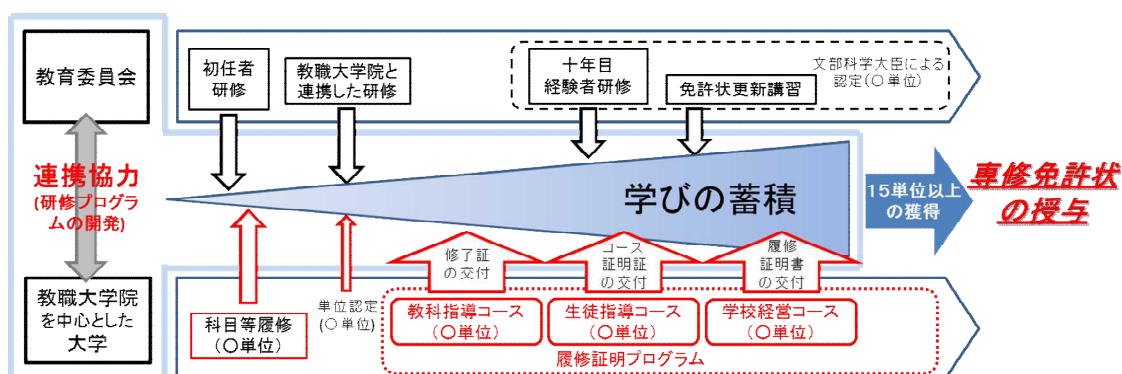 教育委員会
連携協力
(研修プログラ
ムの開発)
教職大学院
を中心とした
大学
初任者
研修
教職大学院と
連携した研修
十年目
経験者研修
免許状更新講習
文部科学大臣による
認定(〇単位)
学びの蓄積
15単位以上
の獲得
専修免許状
の授与
科目等履修
(〇単位)
単位認定
(〇単位)
修了証
の交付
教科指導コース
(〇単位)
コース
証明証
の交付
生徒指導コース
(〇単位)
履修
証明書
の交付
学校経営コース
(〇単位)
履修証明プログラム